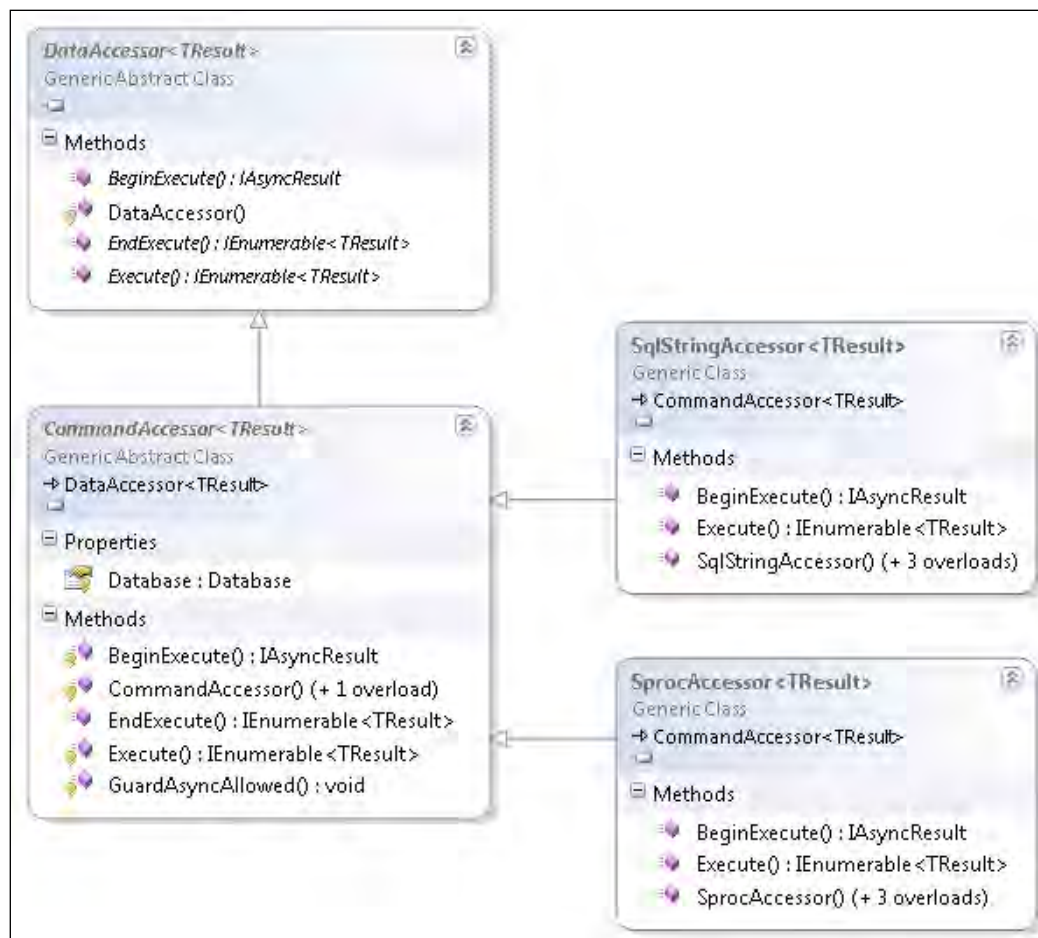 DataAccessor<TResult>
Generic Abstract Class
Methods
BeginExecute() : IAsyncResult
DataAccessor()
EndExecute() : IEnumerable<TResult>
Execute() : IEnumerable<TResult>
CommandAccessor<TResult>
Generic Abstract Class
DataAccessor<TResult>
Properties
Database : Database
Methods
BeginExecute() : IAsyncResult
CommandAccessor() (+ 1 overload)
EndExecute() : IEnumerable<TResult>
Execute() : IEnumerable<TResult>
GuardAsyncAllowed() : void
SqlStringAccessor<TResult>
Generic Class
CommandAccessor<TResult>
Methods
BeginExecute() : IAsyncResult
Execute() : IEnumerable<TResult>
SqlStringAccessor() (+ 3 overloads)
SprocAccessor<TResult>
Generic Class
CommandAccessor<TResult>
Methods
BeginExecute() : IAsyncResult
Execute() : IEnumerable<TResult>
SprocAccessor() (+ 3 overloads)